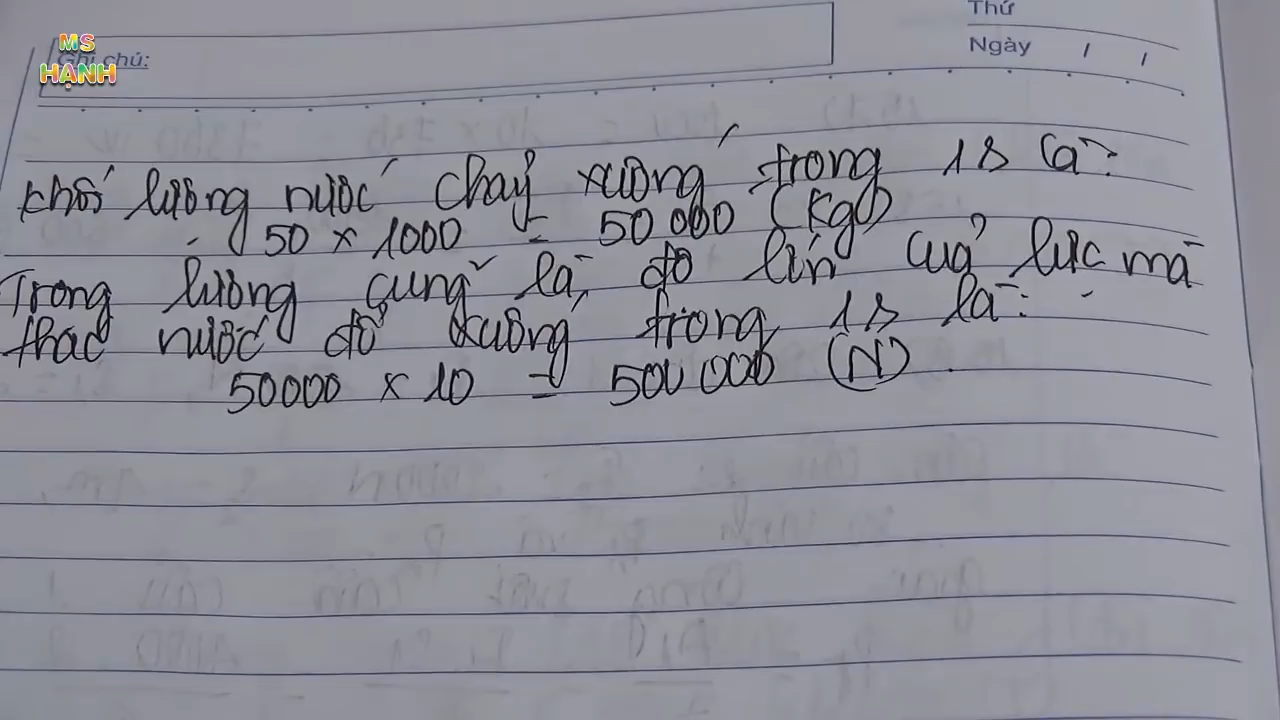 MS
HẠNH
Ghi chú:
Thứ
Ngày / /
Khối lượng nước chảy xuống trong 1s là:
50 x 1000 = 50 000 (Kg)
Trọng lượng cũng là độ lớn của lực mà
thác nước đổ xuống trong 1s là:
50000 x 10 = 500 000 (N)